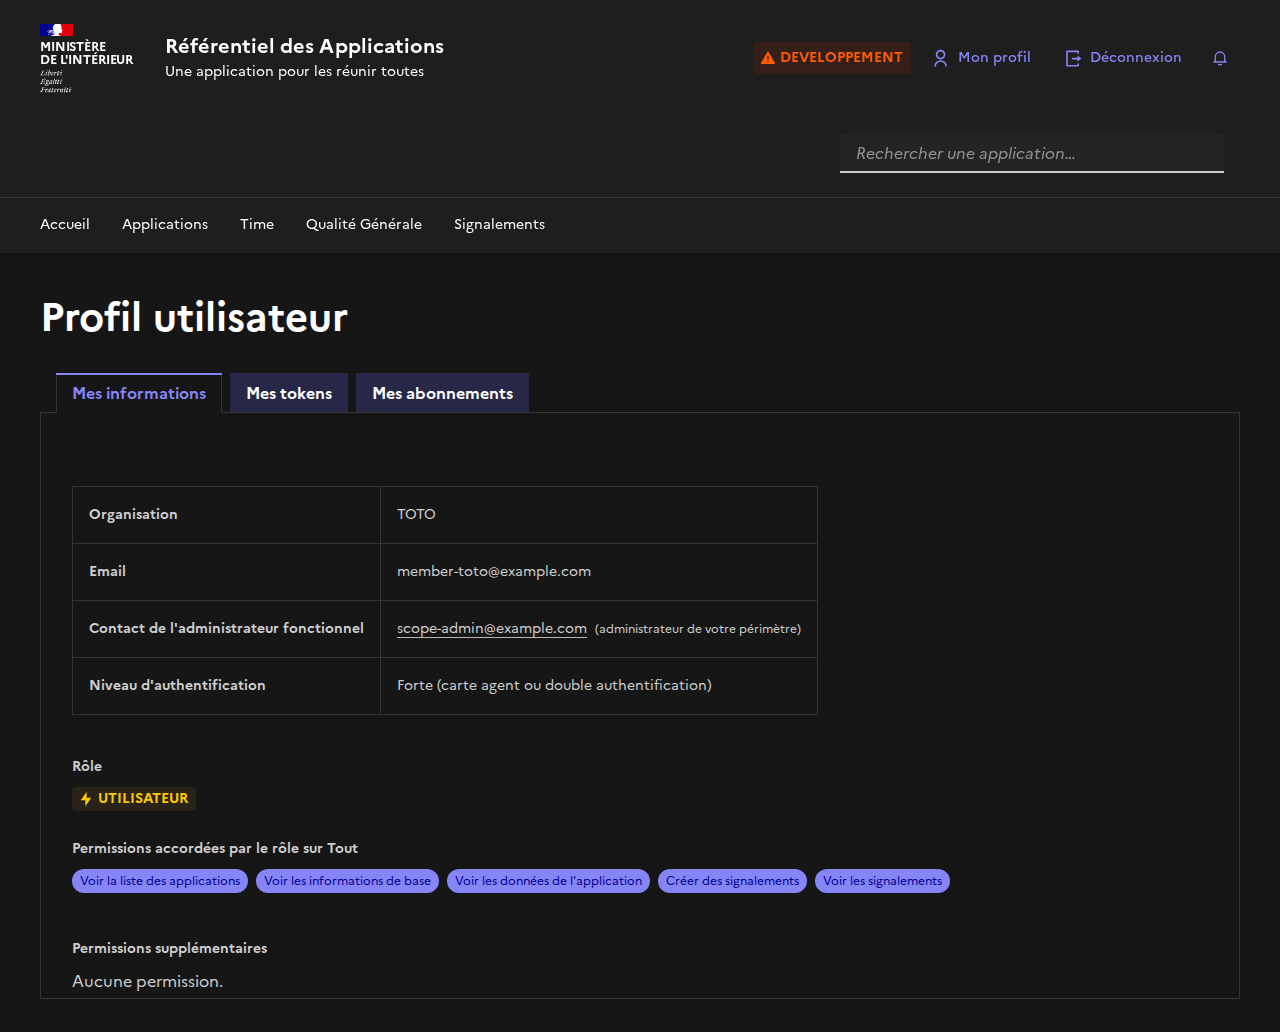 MINISTÈRE
DE L'INTÉRIEUR
Liberté
Égalité
Fraternité
Référentiel des Applications
Une application pour les réunir toutes
DEVELOPPEMENT
Mon profil
Déconnexion
Rechercher une application…
Accueil
Applications
Time
Qualité Générale
Signalements
Profil utilisateur
Mes informations
Mes tokens
Mes abonnements
Organisation
TOTO
Email
member-toto@example.com
Contact de l'administrateur fonctionnel
scope-admin@example.com (administrateur de votre périmètre)
Niveau d'authentification
Forte (carte agent ou double authentification)
Rôle
UTILISATEUR
Permissions accordées par le rôle sur Tout
Voir la liste des applications
Voir les informations de base
Voir les données de l'application
Créer des signalements
Voir les signalements
Permissions supplémentaires
Aucune permission.